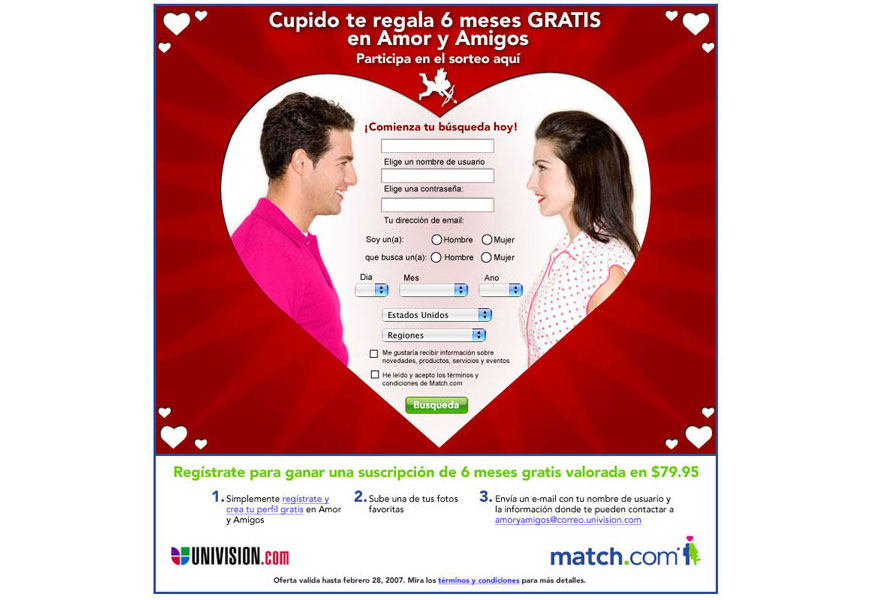 Cupido te regala 6 meses GRATIS
en Amor y Amigos
Participa en el sorteo aquí
¡Comienza tu búsqueda hoy!
Elige un nombre de usuario
Elige una contraseña:
Tu dirección de email:
Soy un(a): Hombre Mujer
que busca un(a): Hombre Mujer
Dia Mes Ano
Estados Unidos
Regiones
Me gustaría recibir información sobre
novedades, productos, servicios y eventos
He leído y acepto los términos y
condiciones de Match.com
Busqueda
Regístrate para ganar una suscripción de 6 meses gratis valorada en $79.95
1. Simplemente regístrate y
crea tu perfil gratis en Amor
y Amigos
2. Sube una de tus fotos
favoritas
3. Envía un e-mail con tu nombre de usuario y
la información donde te pueden contactar a
amoryamigos@correo.univision.com
UNIVISION.com
match.com
Oferta valida hasta febrero 28, 2007. Mira los términos y condiciones para más detalles.